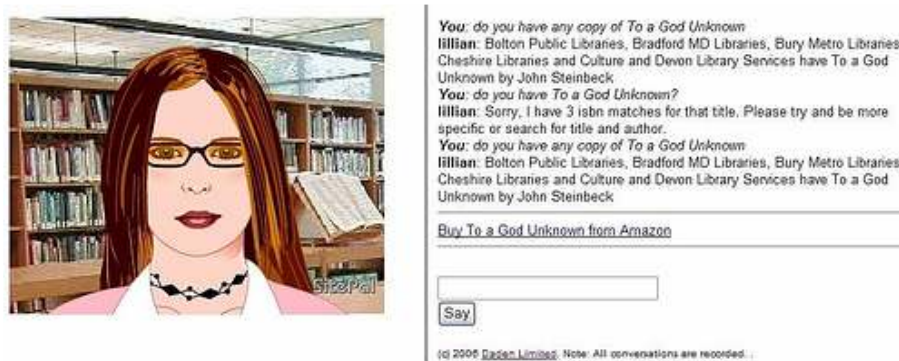 SitePal
You: do you have any copy of To a God Unknown
lillian: Bolton Public Libraries, Bradford MD Libraries, Bury Metro Libraries
Cheshire Libraries and Culture and Devon Library Services have To a God
Unknown by John Steinbeck
You: do you have To a God Unknown?
lillian: Sorry, I have 3 isbn matches for that title. Please try and be more
specific or search for title and author.
You: do you have any copy of To a God Unknown
lillian: Bolton Public Libraries, Bradford MD Libraries, Bury Metro Libraries
Cheshire Libraries and Culture and Devon Library Services have To a God
Unknown by John Steinbeck
Buy To a God Unknown from Amazon
Say
(c) 2006 Daden Limited. Note: All conversations are recorded. .